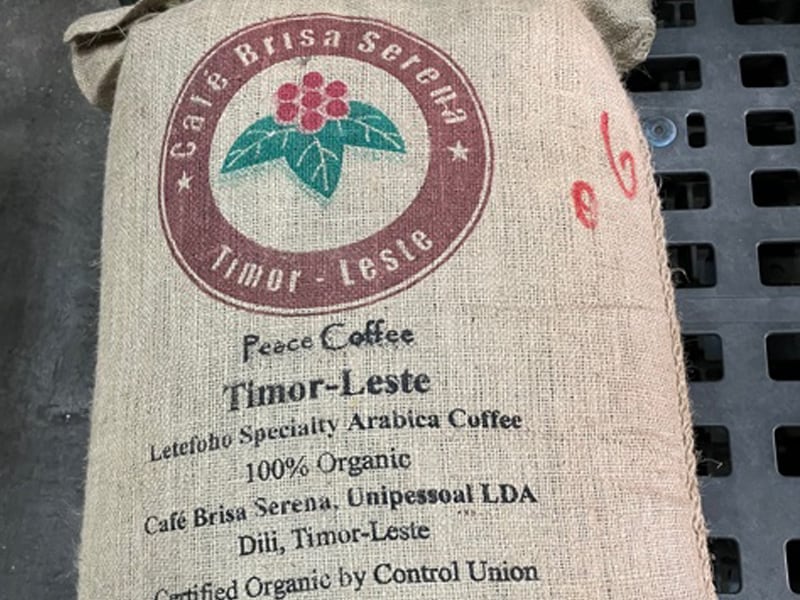 Café Brisa Serena
Timor - Leste
Peace Coffee
Timor-Leste
Letefoho Specialty Arabica Coffee
100% Organic
Café Brisa Serena, Unipessoal LDA
Dili, Timor-Leste
Certified Organic by Control Union